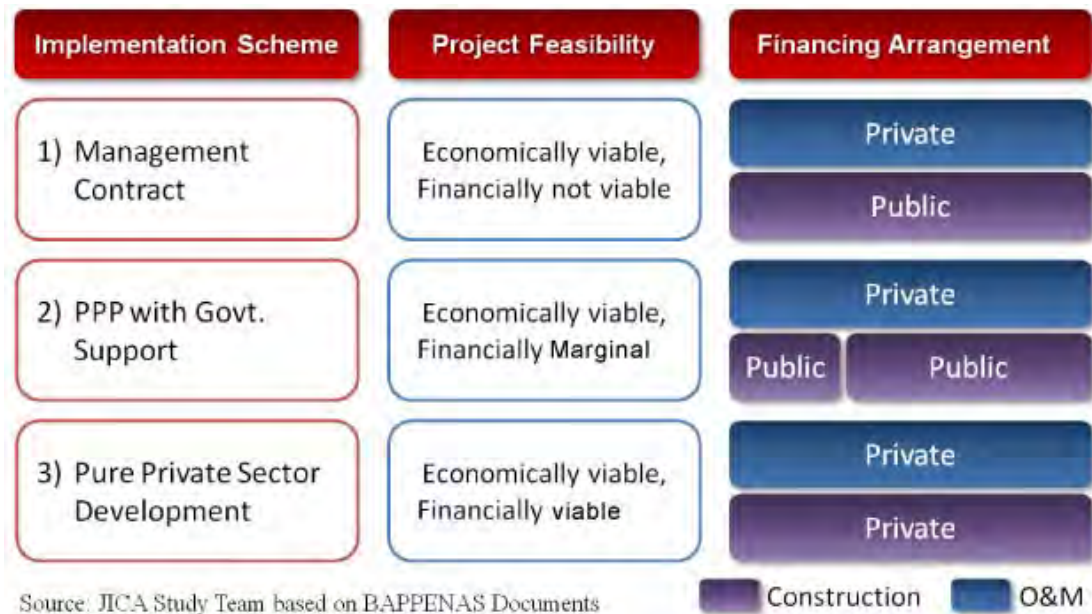 Implementation Scheme
Project Feasibility
Financing Arrangement
1) Management
Contract
Economically viable,
Financially not viable
Private
Public
2) PPP with Govt.
Support
Economically viable,
Financially Marginal
Private
Public
Public
3) Pure Private Sector
Development
Economically viable,
Financially viable
Private
Private
Source: JICA Study Team based on BAPPENAS Documents
Construction
O&M